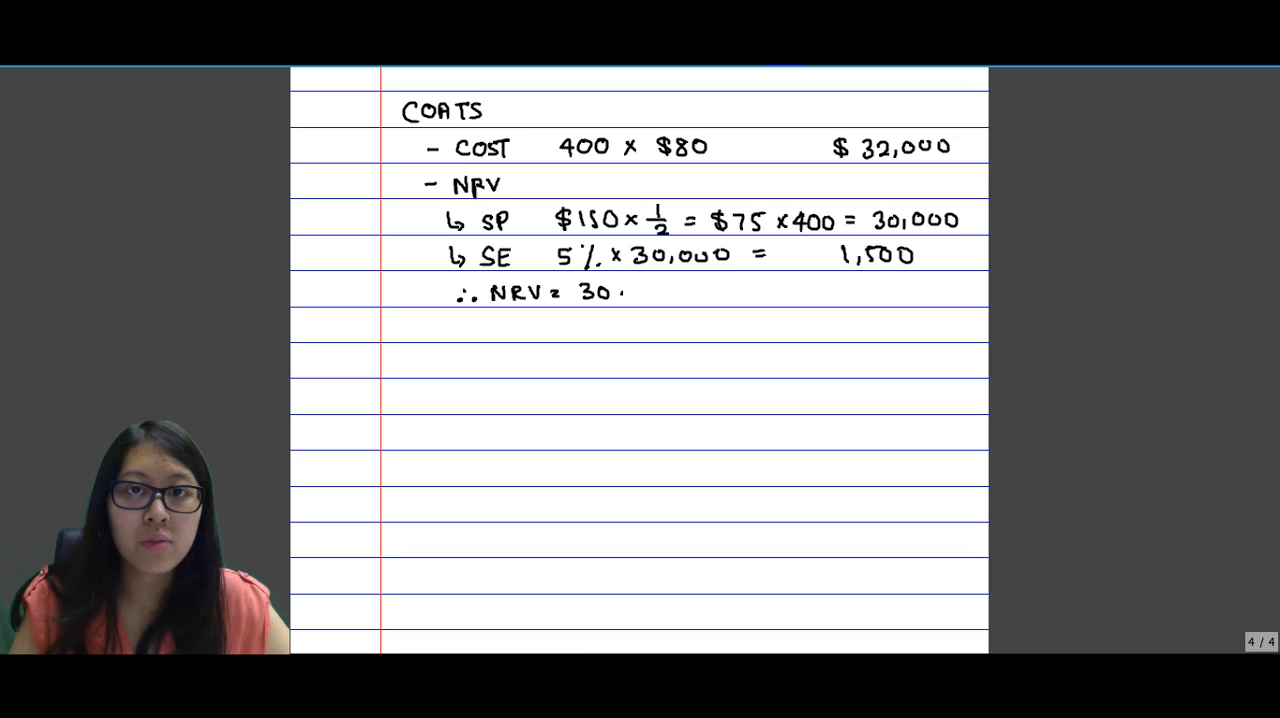 COATS
- COST 400 × $80 $ 32,000
- NRV
↳ SP $150 × 1/2 = $75 × 400 = 30,000
↳ SE 5% × 30,000 = 1,500
∴ NRV = 30.
4 / 4